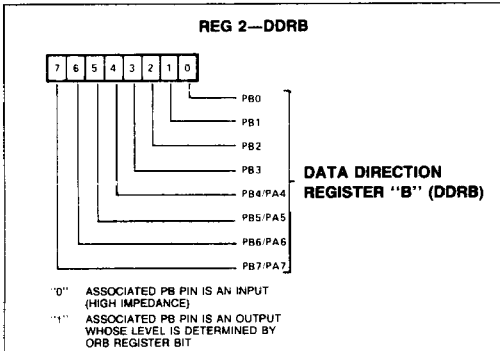 REG 2—DDRB
7 6 5 4 3 2 1 0
PB0
PB1
PB2
PB3
PB4/PA4
PB5/PA5
PB6/PA6
PB7/PA7
DATA DIRECTION
REGISTER "B" (DDRB)
"0" ASSOCIATED PB PIN IS AN INPUT
(HIGH IMPEDANCE)
"1" ASSOCIATED PB PIN IS AN OUTPUT
WHOSE LEVEL IS DETERMINED BY
ORB REGISTER BIT